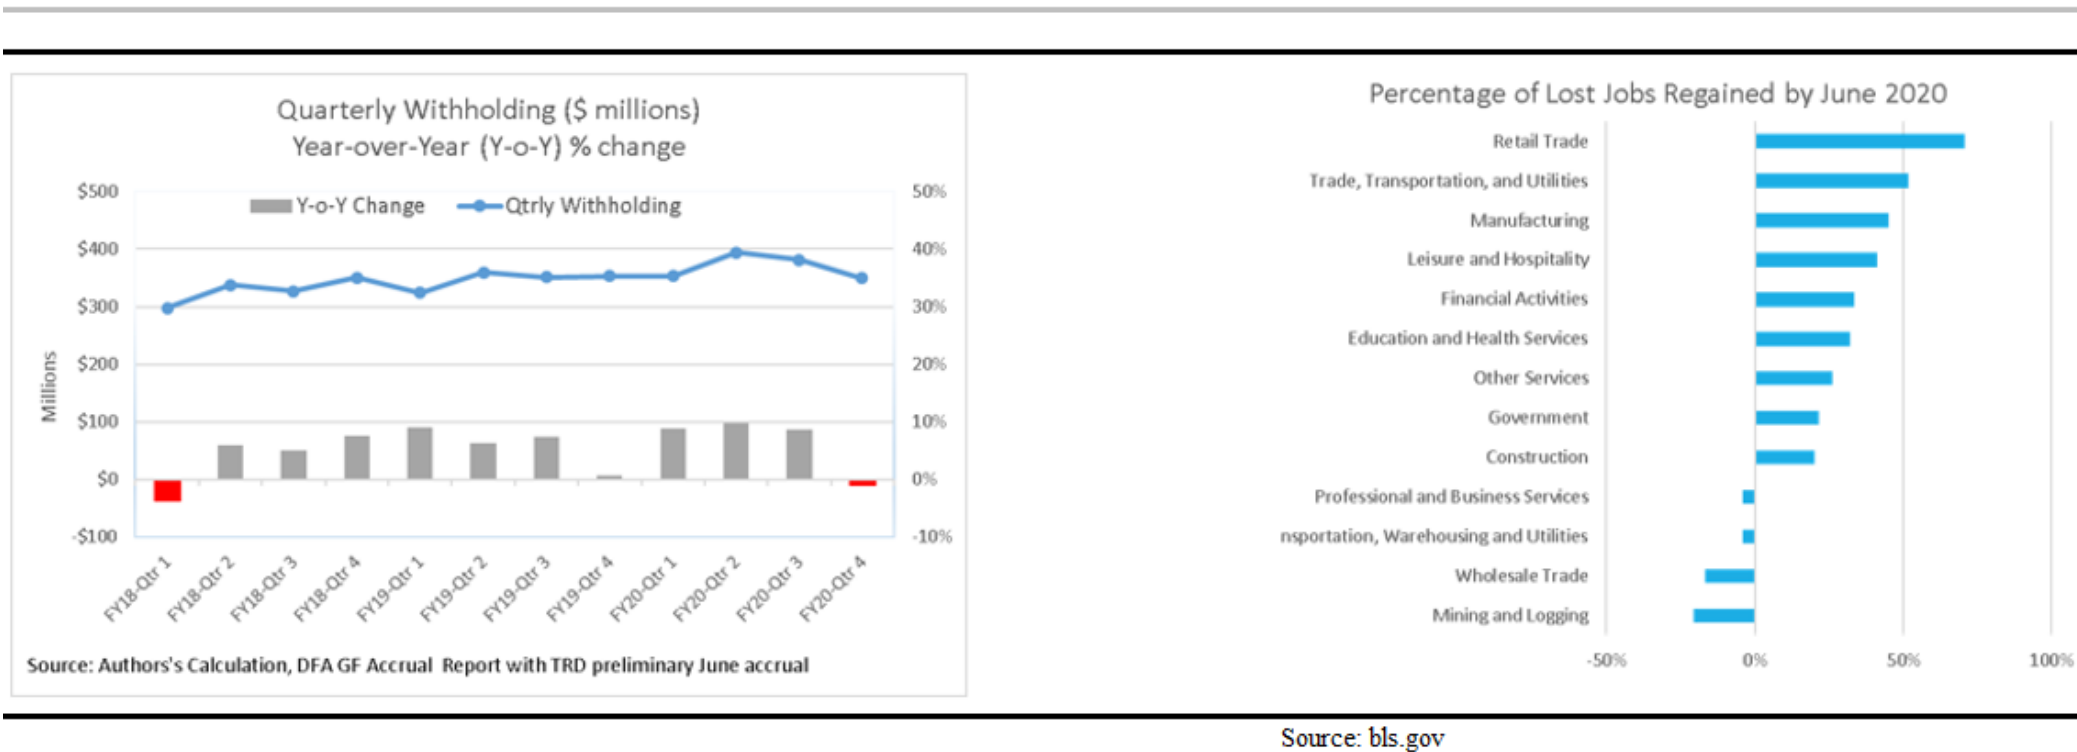 Quarterly Withholding ($ millions)
Year-over-Year (Y-o-Y) % change
Y-o-Y Change
Qtrly Withholding
$500
$400
$300
$200
$100
$0
-$100
Millions
50%
40%
30%
20%
10%
0%
-10%
FY18-Qtr 1
FY18-Qtr 2
FY18-Qtr 3
FY18-Qtr 4
FY19-Qtr 1
FY19-Qtr 2
FY19-Qtr 3
FY19-Qtr 4
FY20-Qtr 1
FY20-Qtr 2
FY20-Qtr 3
FY20-Qtr 4
Source: Authors's Calculation, DFA GF Accrual Report with TRD preliminary June accrual
Percentage of Lost Jobs Regained by June 2020
Retail Trade
Trade, Transportation, and Utilities
Manufacturing
Leisure and Hospitality
Financial Activities
Education and Health Services
Other Services
Government
Construction
Professional and Business Services
nsportation, Warehousing and Utilities
Wholesale Trade
Mining and Logging
-50%
0%
50%
100%
Source: bls.gov